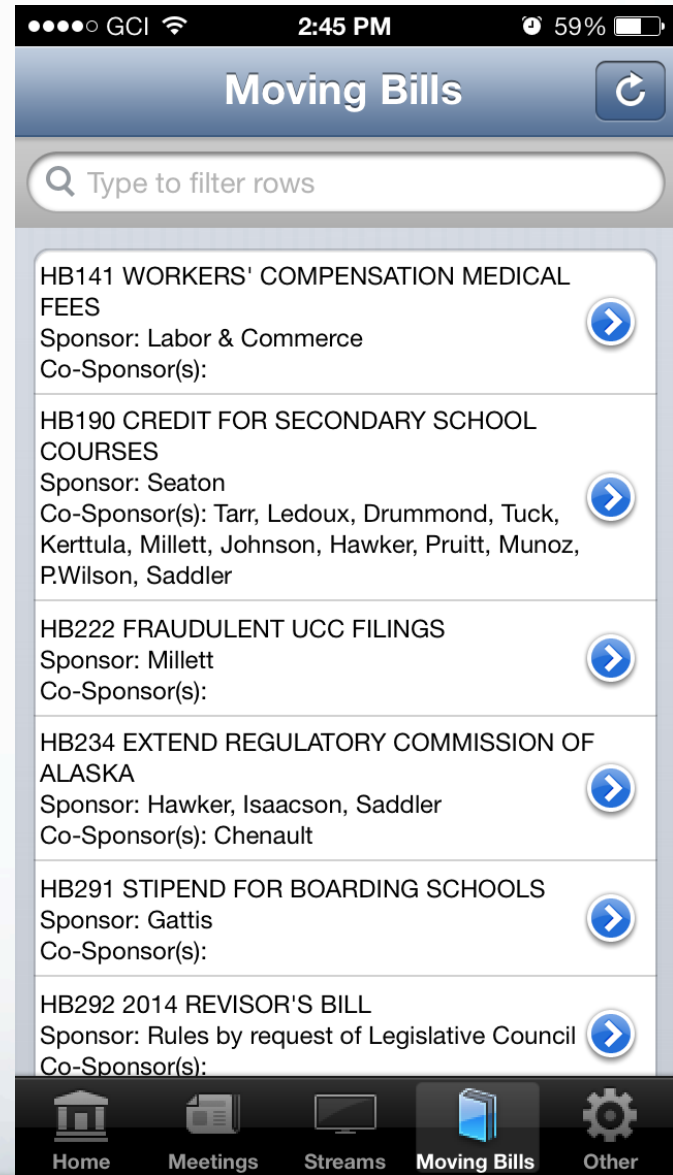 GCI 2:45 PM 59%
Moving Bills
Type to filter rows
HB141 WORKERS' COMPENSATION MEDICAL
FEES
Sponsor: Labor & Commerce
Co-Sponsor(s):
HB190 CREDIT FOR SECONDARY SCHOOL
COURSES
Sponsor: Seaton
Co-Sponsor(s): Tarr, Ledoux, Drummond, Tuck,
Kerttula, Millett, Johnson, Hawker, Pruitt, Munoz,
P.Wilson, Saddler
HB222 FRAUDULENT UCC FILINGS
Sponsor: Millett
Co-Sponsor(s):
HB234 EXTEND REGULATORY COMMISSION OF
ALASKA
Sponsor: Hawker, Isaacson, Saddler
Co-Sponsor(s): Chenault
HB291 STIPEND FOR BOARDING SCHOOLS
Sponsor: Gattis
Co-Sponsor(s):
HB292 2014 REVISOR'S BILL
Sponsor: Rules by request of Legislative Council
Co-Sponsor(s):
Home Meetings Streams Moving Bills Other